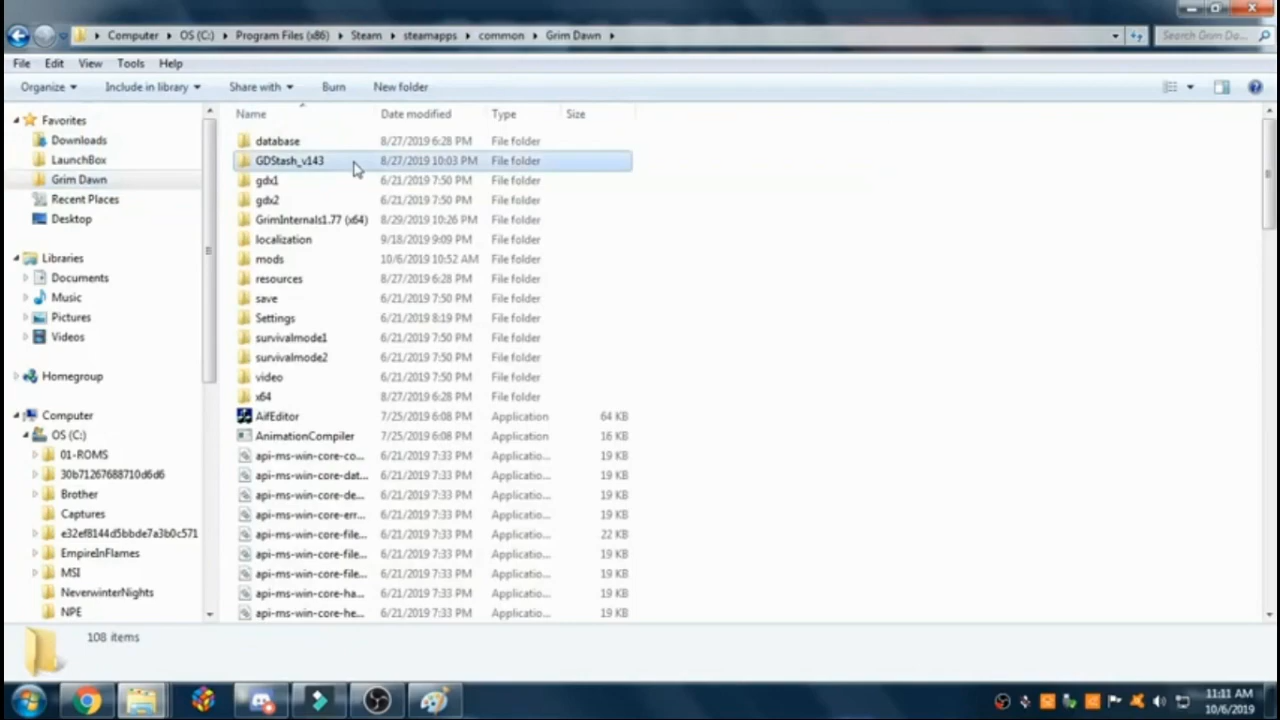 Computer ▸ OS (C:) ▸ Program Files (x86) ▸ Steam ▸ steamapps ▸ common ▸ Grim Dawn ▸
Search Grim Da...
File Edit View Tools Help
Organize Include in library Share with Burn New folder
Name Date modified Type Size
Favorites
Downloads
LaunchBox
Grim Dawn
Recent Places
Desktop
Libraries
Documents
Music
Pictures
Videos
Homegroup
Computer
OS (C:)
01-ROMS
30b71267688710d6d6
Brother
Captures
e32ef8144d5bbde7a3b0c571
EmpireInFlames
MSI
NeverwinterNights
NPE
database 8/27/2019 6:28 PM File folder
GDStash_v143 8/27/2019 10:03 PM File folder
gdx1 6/21/2019 7:50 PM File folder
gdx2 6/21/2019 7:50 PM File folder
GrimInternals1.77 (x64) 8/29/2019 10:26 PM File folder
localization 9/18/2019 9:09 PM File folder
mods 10/6/2019 10:52 AM File folder
resources 8/27/2019 6:28 PM File folder
save 6/21/2019 7:50 PM File folder
Settings 6/21/2019 8:19 PM File folder
survivalmode1 6/21/2019 7:50 PM File folder
survivalmode2 6/21/2019 7:50 PM File folder
video 6/21/2019 7:50 PM File folder
x64 8/27/2019 6:28 PM File folder
AifEditor 7/25/2019 6:08 PM Application 64 KB
AnimationCompiler 7/25/2019 6:08 PM Application 16 KB
api-ms-win-core-co... 6/21/2019 7:33 PM Applicatio... 19 KB
api-ms-win-core-dat... 6/21/2019 7:33 PM Applicatio... 19 KB
api-ms-win-core-de... 6/21/2019 7:33 PM Applicatio... 19 KB
api-ms-win-core-err... 6/21/2019 7:33 PM Applicatio... 19 KB
api-ms-win-core-file... 6/21/2019 7:33 PM Applicatio... 22 KB
api-ms-win-core-file... 6/21/2019 7:33 PM Applicatio... 19 KB
api-ms-win-core-file... 6/21/2019 7:33 PM Applicatio... 19 KB
api-ms-win-core-ha... 6/21/2019 7:33 PM Applicatio... 19 KB
api-ms-win-core-he... 6/21/2019 7:33 PM Applicatio... 19 KB
108 items
11:11 AM
10/6/2019